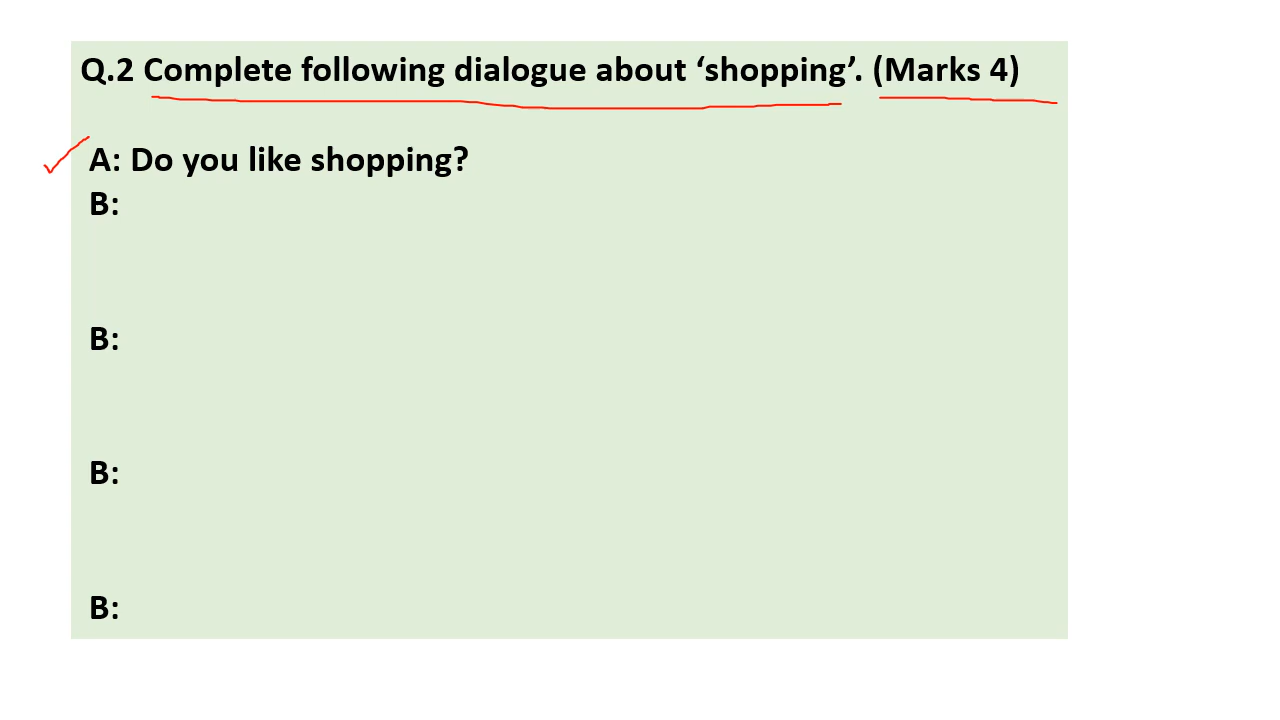 Q.2 Complete following dialogue about ‘shopping’. (Marks 4)
A: Do you like shopping?
B:
B:
B:
B: